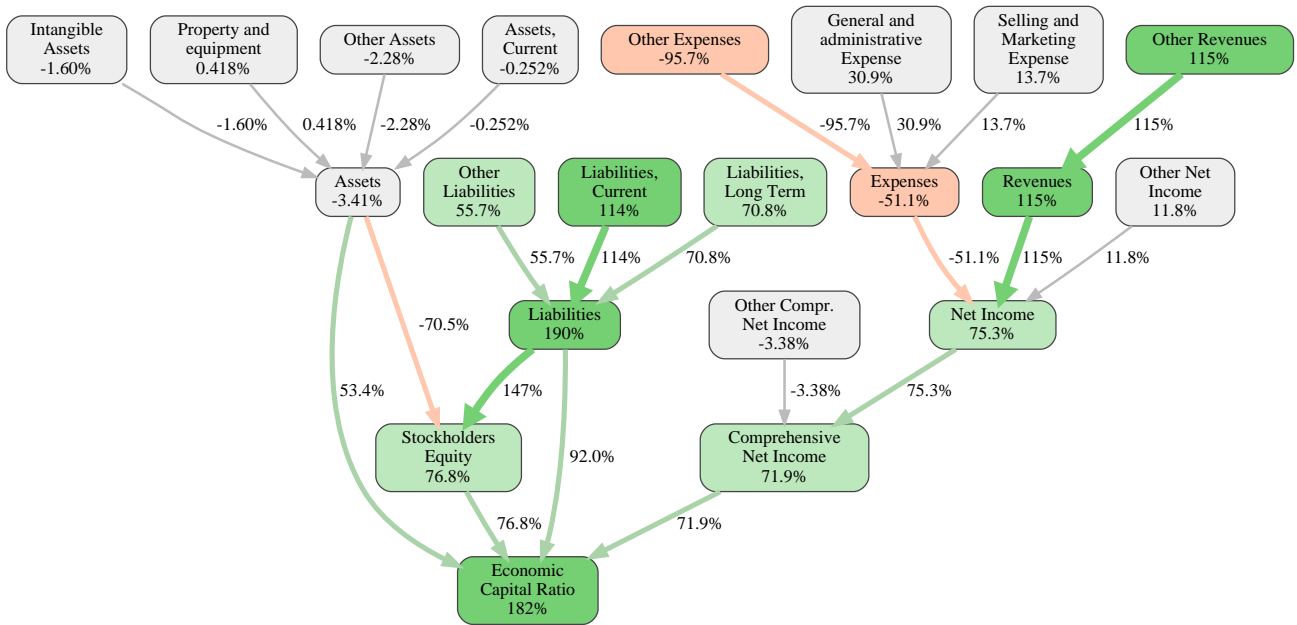 Intangible
Assets
-1.60%
Property and
equipment
0.418%
Other Assets
-2.28%
Assets,
Current
-0.252%
Other Expenses
-95.7%
General and
administrative
Expense
30.9%
Selling and
Marketing
Expense
13.7%
Other Revenues
115%
-1.60%
0.418%
-2.28%
-0.252%
-95.7%
30.9%
13.7%
115%
Assets
-3.41%
Other
Liabilities
55.7%
Liabilities,
Current
114%
Liabilities,
Long Term
70.8%
Expenses
-51.1%
Revenues
115%
Other Net
Income
11.8%
55.7%
114%
70.8%
-51.1%
115%
11.8%
Liabilities
190%
Other Compr.
Net Income
-3.38%
Net Income
75.3%
-70.5%
53.4%
147%
-3.38%
75.3%
Stockholders
Equity
76.8%
92.0%
Comprehensive
Net Income
71.9%
76.8%
71.9%
Economic
Capital Ratio
182%